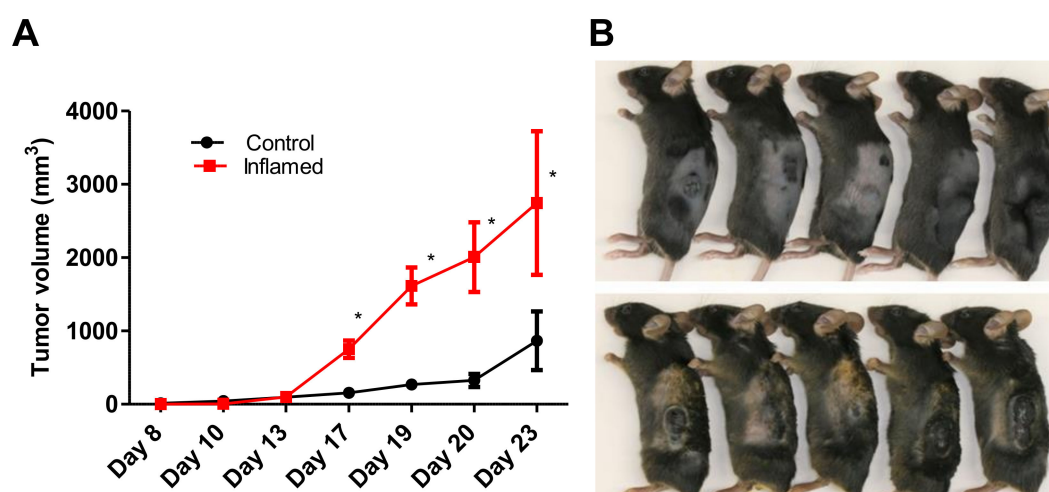 A
B
4000
3000
2000
1000
0
Tumor volume (mm³)
Control
Inflamed
*
*
*
*
Day 8
Day 10
Day 13
Day 17
Day 19
Day 20
Day 23